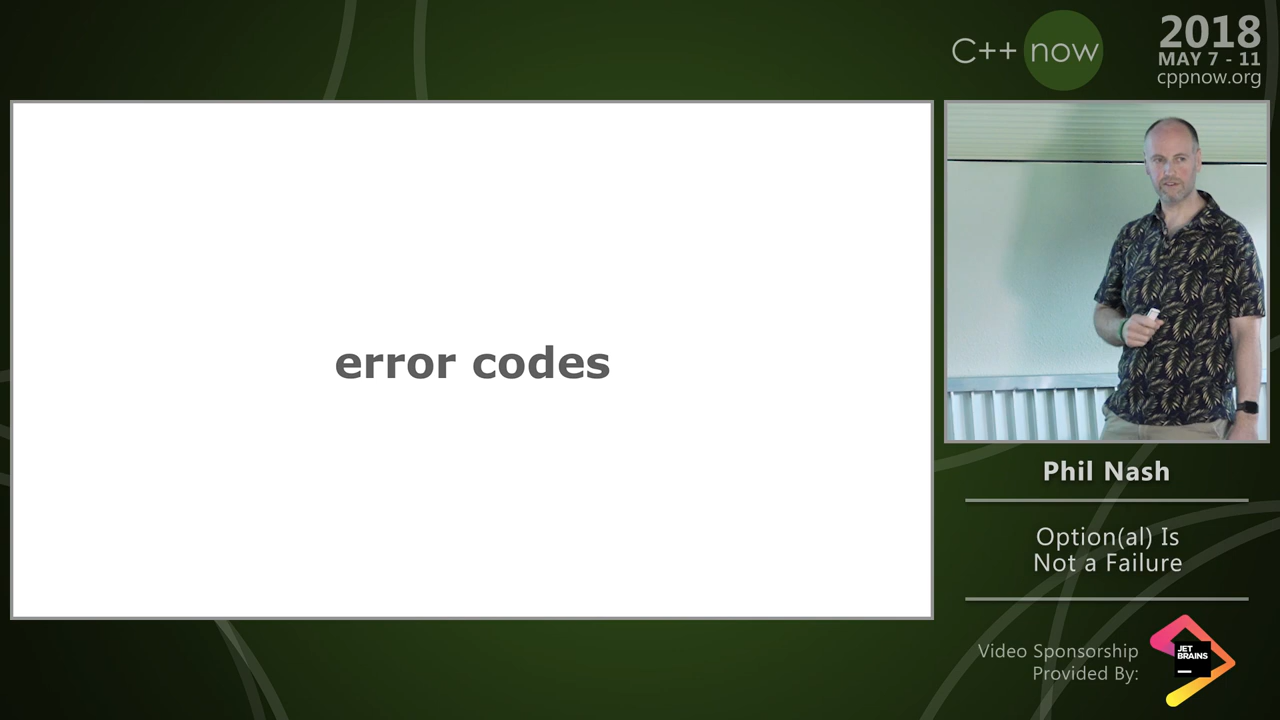 C++ now
2018
MAY 7 - 11
cppnow.org
error codes
Phil Nash
Option(al) Is
Not a Failure
Video Sponsorship
Provided By:
JET
BRAINS